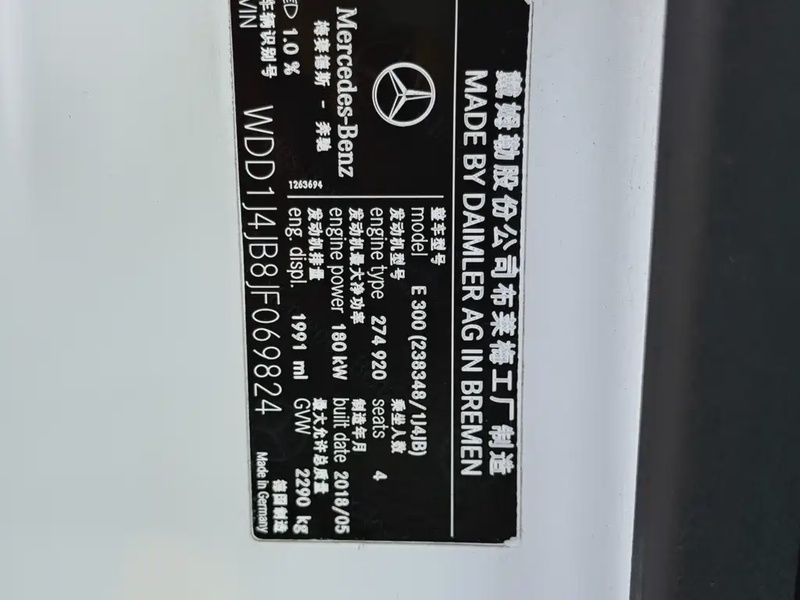 戴姆勒股份公司布莱梅工厂制造
MADE BY DAIMLER AG IN BREMEN
Mercedes-Benz
梅赛德斯 - 奔驰
1.0 %
1263694
整车型号
model E 300 (238348/1J4JB)
发动机型号 乘坐人数
engine type 274 920 seats 4
发动机最大净功率 制造年月
engine power 180 kW built date 2018/05
发动机排量 最大允许总质量
eng. displ. 1991 ml GVW 2290 kg
车辆识别号
VIN WDD1J4JB8JF069824
德国制造
Made in Germany